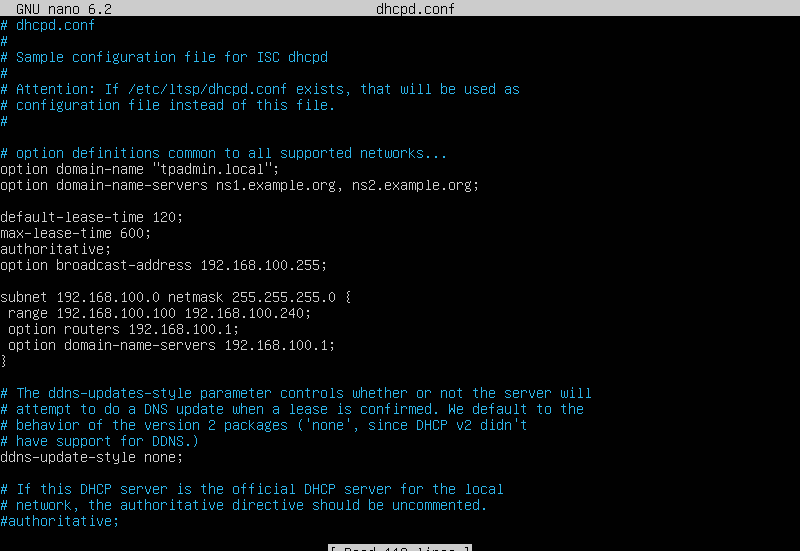 GNU nano 6.2 dhcpd.conf
# dhcpd.conf
#
# Sample configuration file for ISC dhcpd
#
# Attention: If /etc/ltsp/dhcpd.conf exists, that will be used as
# configuration file instead of this file.
#
# option definitions common to all supported networks...
option domain-name "tpadmin.local";
option domain-name-servers ns1.example.org, ns2.example.org;
default-lease-time 120;
max-lease-time 600;
authoritative;
option broadcast-address 192.168.100.255;
subnet 192.168.100.0 netmask 255.255.255.0 {
 range 192.168.100.100 192.168.100.240;
 option routers 192.168.100.1;
 option domain-name-servers 192.168.100.1;
}
# The ddns-updates-style parameter controls whether or not the server will
# attempt to do a DNS update when a lease is confirmed. We default to the
# behavior of the version 2 packages ('none', since DHCP v2 didn't
# have support for DDNS.)
ddns-update-style none;
# If this DHCP server is the official DHCP server for the local
# network, the authoritative directive should be uncommented.
#authoritative;